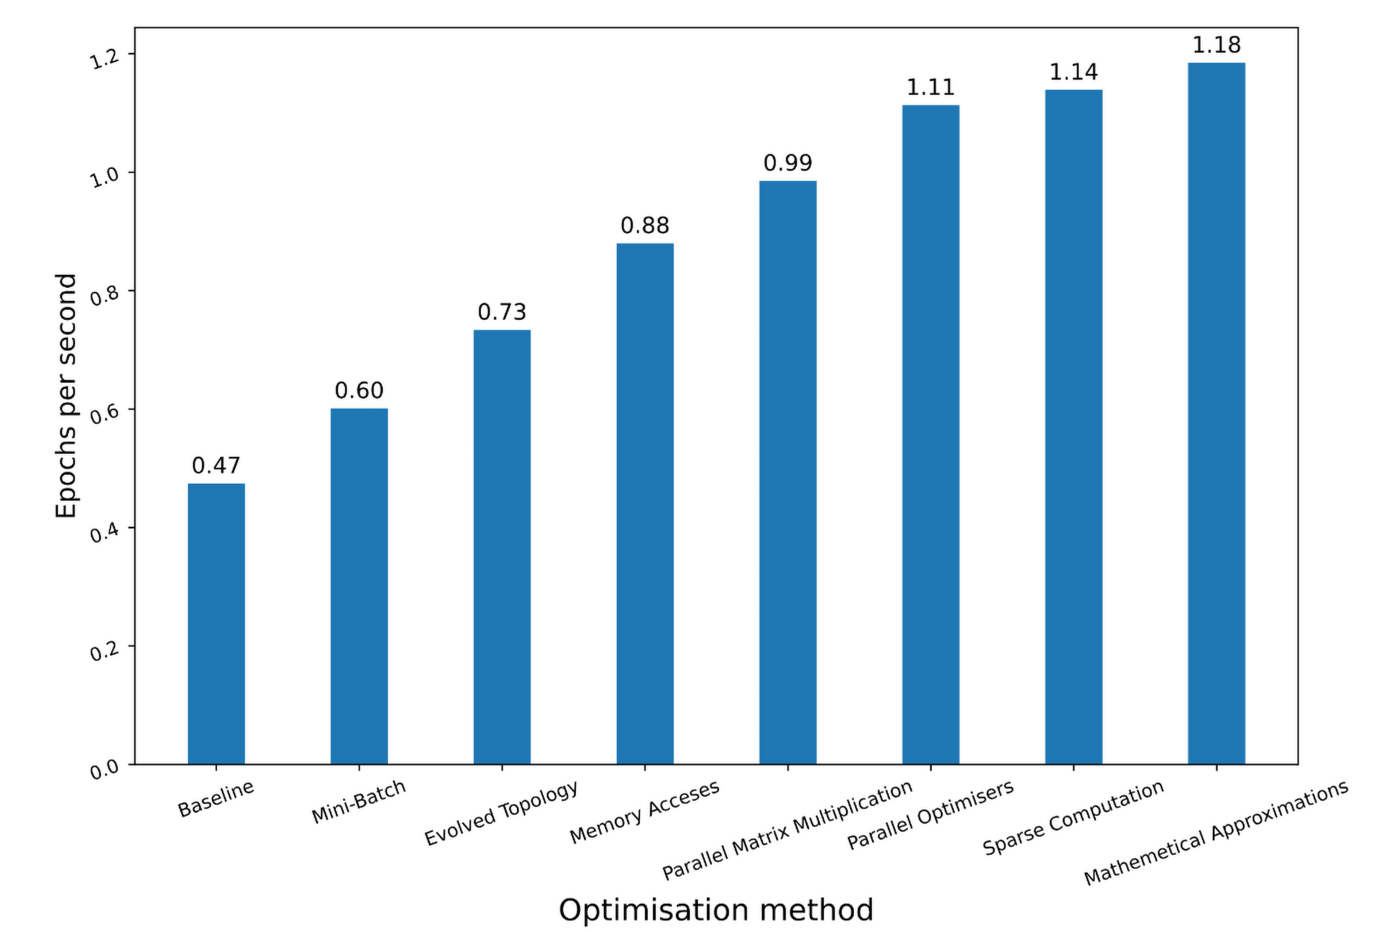 1.2
1.0
0.8
0.6
0.4
0.2
0.0
Epochs per second
0.47
0.60
0.73
0.88
0.99
1.11
1.14
1.18
Baseline
Mini-Batch
Evolved Topology
Memory Acceses
Parallel Matrix Multiplication
Parallel Optimisers
Sparse Computation
Mathemetical Approximations
Optimisation method